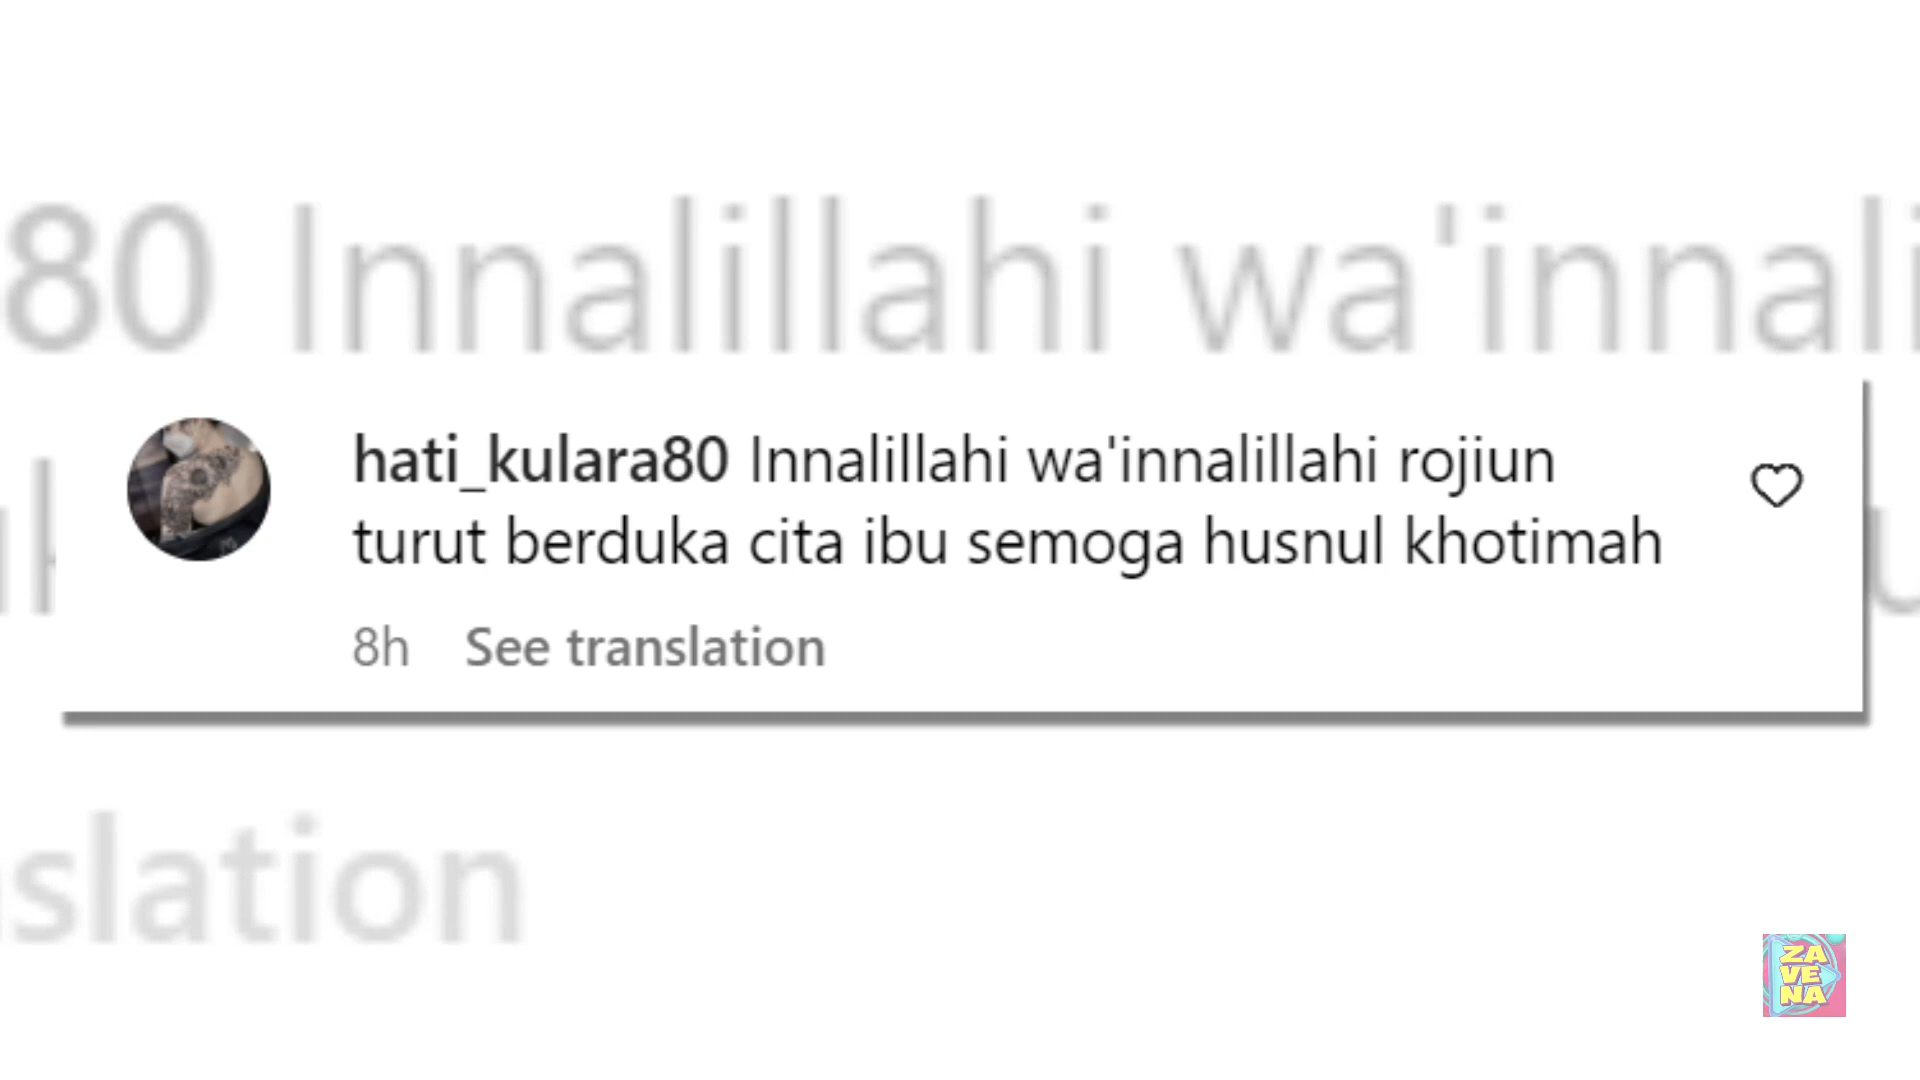 80 Innalillahi wa'innali
hati_kulara80 Innalillahi wa'innalillahi rojiun
turut berduka cita ibu semoga husnul khotimah
8h See translation
slation
ZA
VE
NA